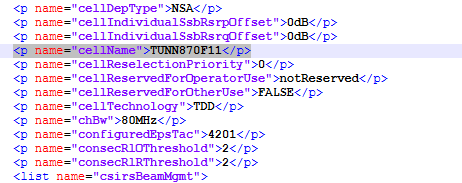 <p name="cellDepType">NSA</p>
<p name="cellIndividualSsbRsrpOffset">0dB</p>
<p name="cellIndividualSsbRsrqOffset">0dB</p>
<p name="cellName">TUNN870F11</p>
<p name="cellReselectionPriority">0</p>
<p name="cellReservedForOperatorUse">notReserved</p>
<p name="cellReservedForOtherUse">FALSE</p>
<p name="cellTechnology">TDD</p>
<p name="chBw">80MHz</p>
<p name="configuredEpsTac">4201</p>
<p name="consecRlOThreshold">2</p>
<p name="consecRlRThreshold">2</p>
<list name="csirsBeamMgmt">